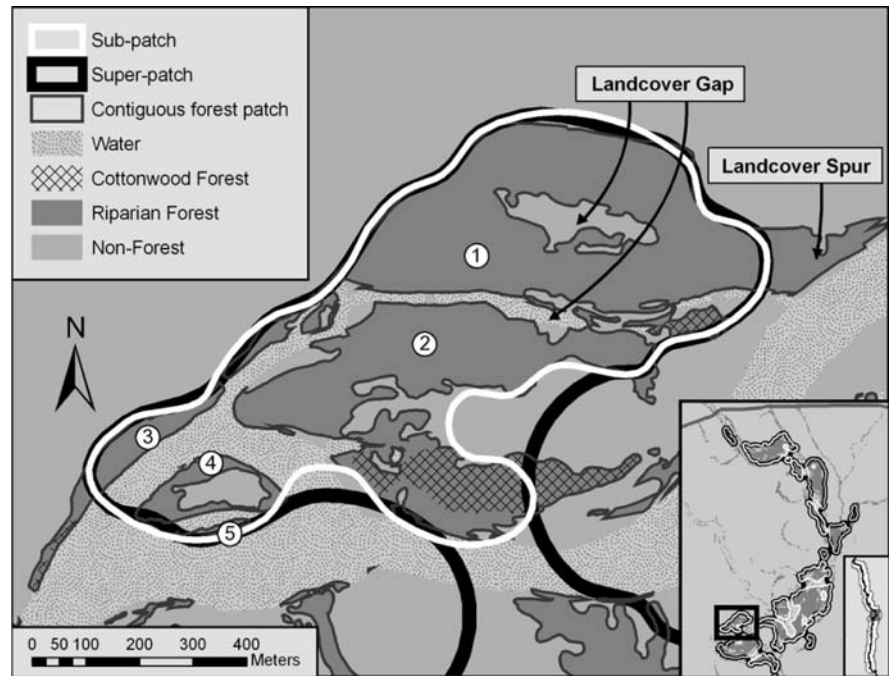 Sub-patch
Super-patch
Contiguous forest patch
Water
Cottonwood Forest
Riparian Forest
Non-Forest
Landcover Gap
Landcover Spur
1
2
3
4
5
N
0 50 100 200 300 400
Meters